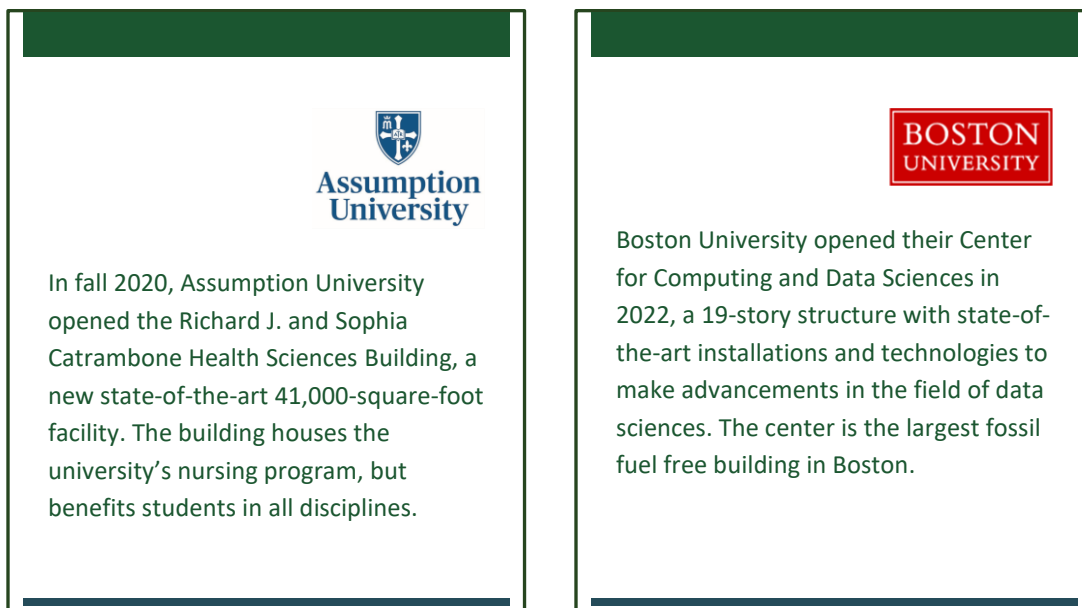 Assumption
University
In fall 2020, Assumption University
opened the Richard J. and Sophia
Catrambone Health Sciences Building, a
new state-of-the-art 41,000-square-foot
facility. The building houses the
university’s nursing program, but
benefits students in all disciplines.
BOSTON
UNIVERSITY
Boston University opened their Center
for Computing and Data Sciences in
2022, a 19-story structure with state-of-
the-art installations and technologies to
make advancements in the field of data
sciences. The center is the largest fossil
fuel free building in Boston.